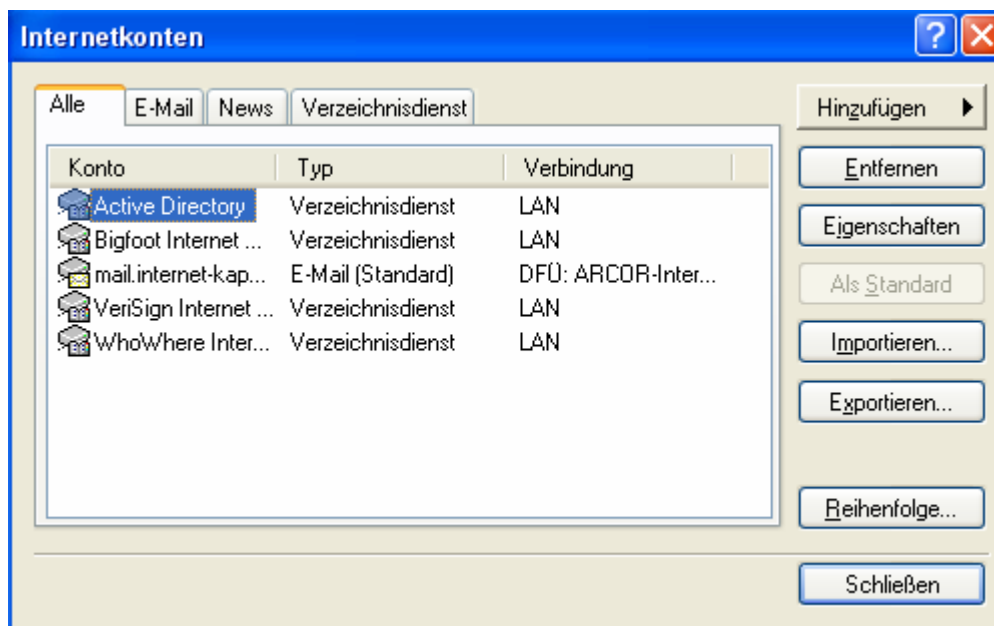 Internetkonten
Alle E-Mail News Verzeichnisdienst
Hinzufügen
Entfernen
Eigenschaften
Als Standard
Importieren...
Exportieren...
Reihenfolge...
Schließen
Konto Typ Verbindung
Active Directory Verzeichnisdienst LAN
Bigfoot Internet ... Verzeichnisdienst LAN
mail.internet-kap... E-Mail (Standard) DFÜ: ARCOR-Inter...
VeriSign Internet ... Verzeichnisdienst LAN
WhoWhere Inter... Verzeichnisdienst LAN